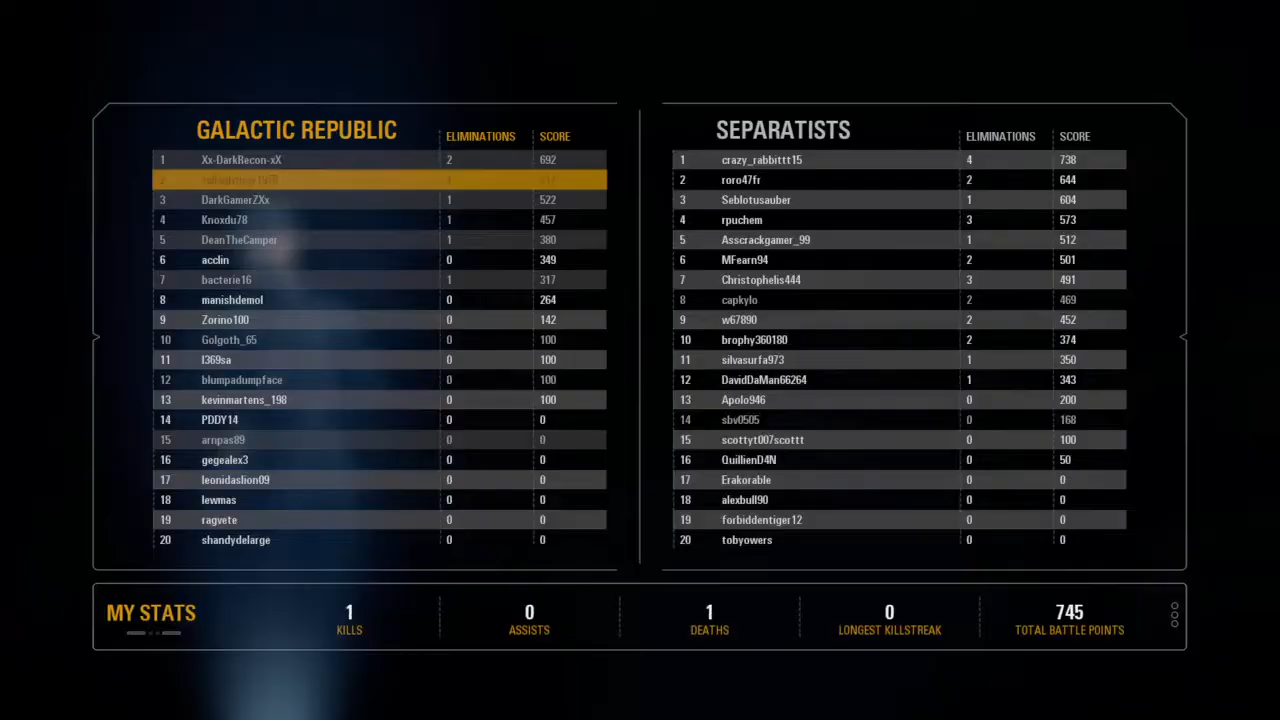 GALACTIC REPUBLIC ELIMINATIONS SCORE
1 Xx-DarkRecon-xX 2 692
2
3 DarkGamerZXx 1 522
4 Knoxdu78 1 457
5 DeanTheCamper 1 380
6 acclin 0 349
7 bacterie16 1 317
8 manishdemol 0 264
9 Zorino100 0 142
10 Golgoth_65 0 100
11 l369sa 0 100
12 blumpadumpface 0 100
13 kevinmartens_198 0 100
14 PDDY14 0 0
15 arnpas89 0 0
16 gegealex3 0 0
17 leonidaslion09 0 0
18 lewmas 0 0
19 ragvete 0 0
20 shandydelarge 0 0
SEPARATISTS ELIMINATIONS SCORE
1 crazy_rabbittt15 4 738
2 roro47fr 2 644
3 Seblotusauber 1 604
4 rpuchem 3 573
5 Asscrackgamer_99 1 512
6 MFearn94 2 501
7 Christophelis444 3 491
8 capkylo 2 469
9 w67890 2 452
10 brophy360180 2 374
11 silvasurfa973 1 350
12 DavidDaMan66264 1 343
13 Apolo946 0 200
14 sbv0505 0 168
15 scottyt007scottt 0 100
16 QuillienD4N 0 50
17 Erakorable 0 0
18 alexbull90 0 0
19 forbiddentiger12 0 0
20 tobyowers 0 0
MY STATS
1 0 1 0 745
KILLS ASSISTS DEATHS LONGEST KILLSTREAK TOTAL BATTLE POINTS